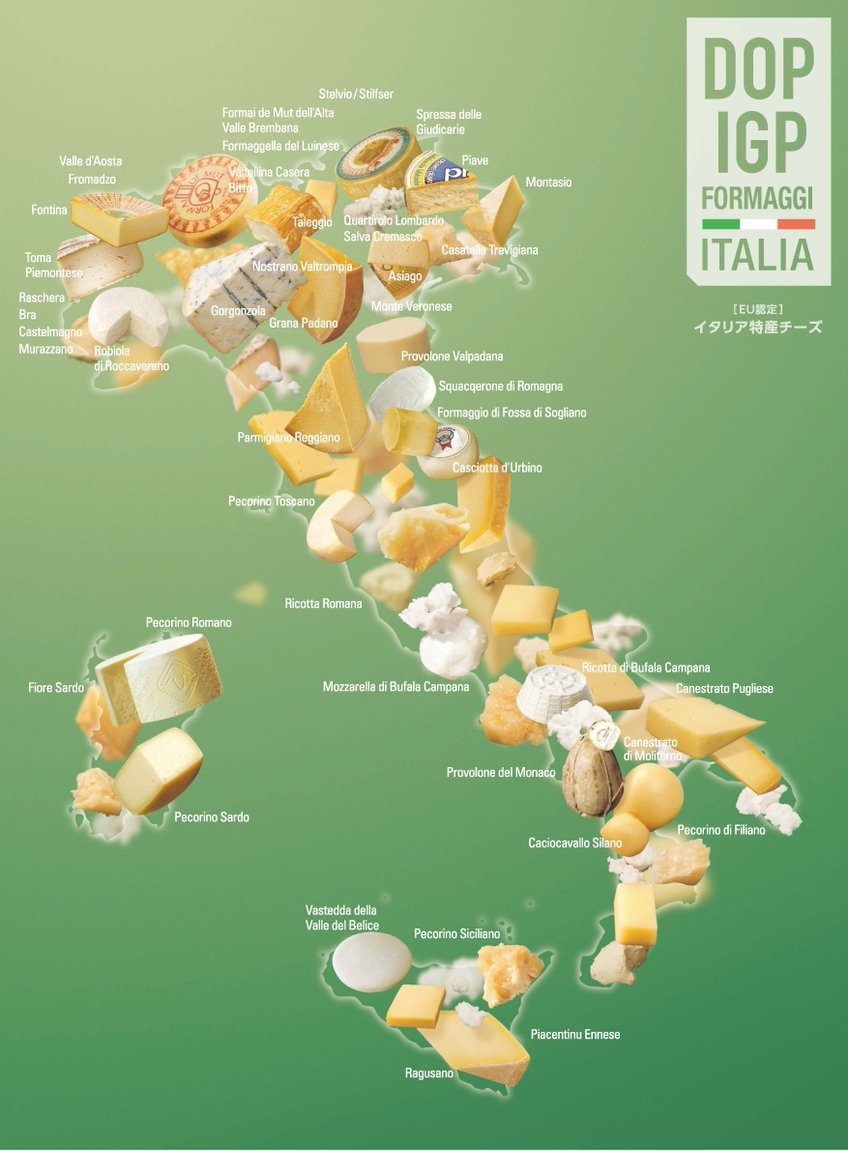 DOP
IGP
FORMAGGI
ITALIA
[EU認定]
イタリア特産チーズ
Stelvio / Stilfser
Formai de Mut dell'Alta
Valle Brembana
Formaggella del Luinese
Spressa delle
Giudicarie
Valle d'Aosta
Fromadzo
Valtellina Casera
Bitto
Piave
Montasio
Fontina
Taleggio
Quartirolo Lombardo
Salva Cremasco
Casatella Trevigiana
Toma
Piemontese
Nostrano Valtrompia
Asiago
Raschera
Bra
Castelmagno
Murazzano
Gorgonzola
Grana Padano
Monte Veronese
Robiola
di Roccaverano
Provolone Valpadana
Squacqerone di Romagna
Formaggio di Fossa di Sogliano
Parmigiano Reggiano
Casciotta d'Urbino
Pecorino Toscano
Ricotta Romana
Pecorino Romano
Fiore Sardo
Mozzarella di Bufala Campana
Ricotta di Bufala Campana
Canestrato Pugliese
Canestrato
di Moliterno
Provolone del Monaco
Pecorino Sardo
Caciocavallo Silano
Pecorino di Filiano
Vastedda della
Valle del Belice
Pecorino Siciliano
Piacentinu Ennese
Ragusano